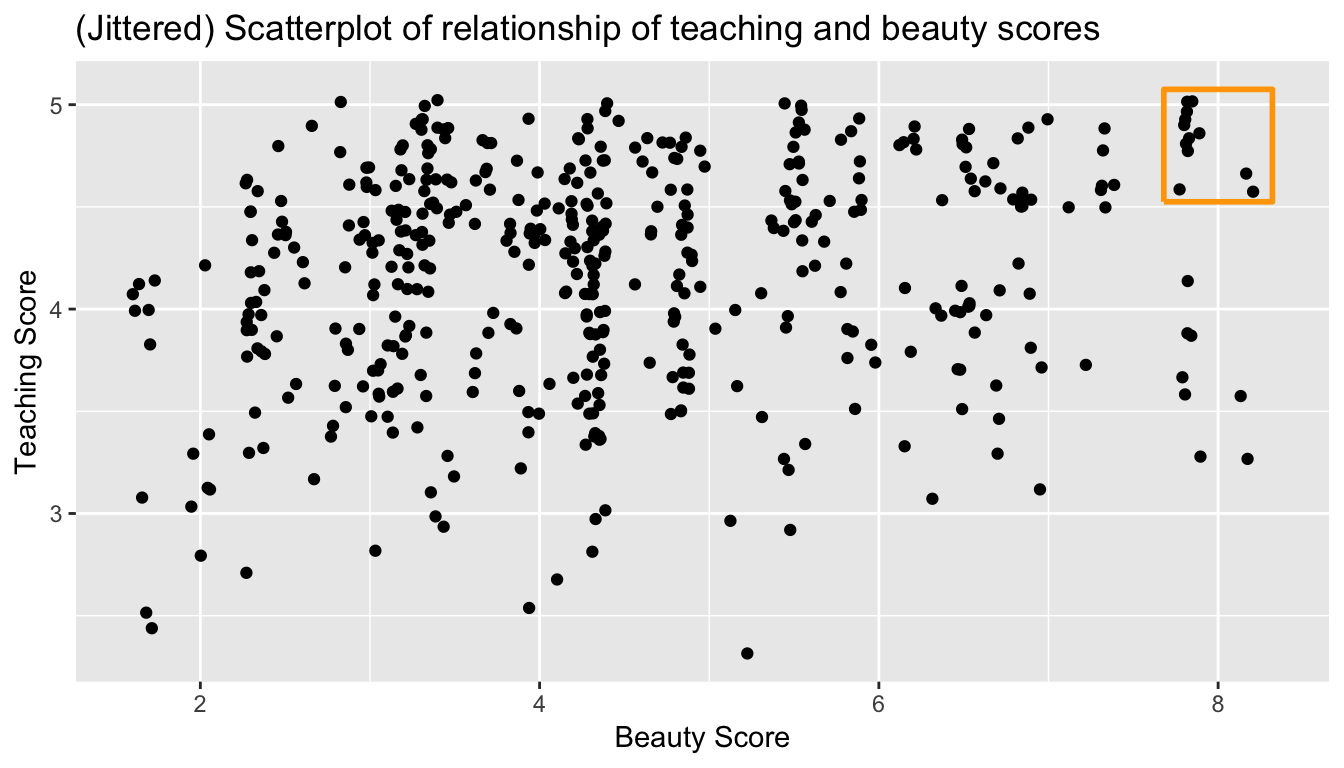 (Jittered) Scatterplot of relationship of teaching and beauty scores
5
4
3
Teaching Score
2 4 6 8
Beauty Score